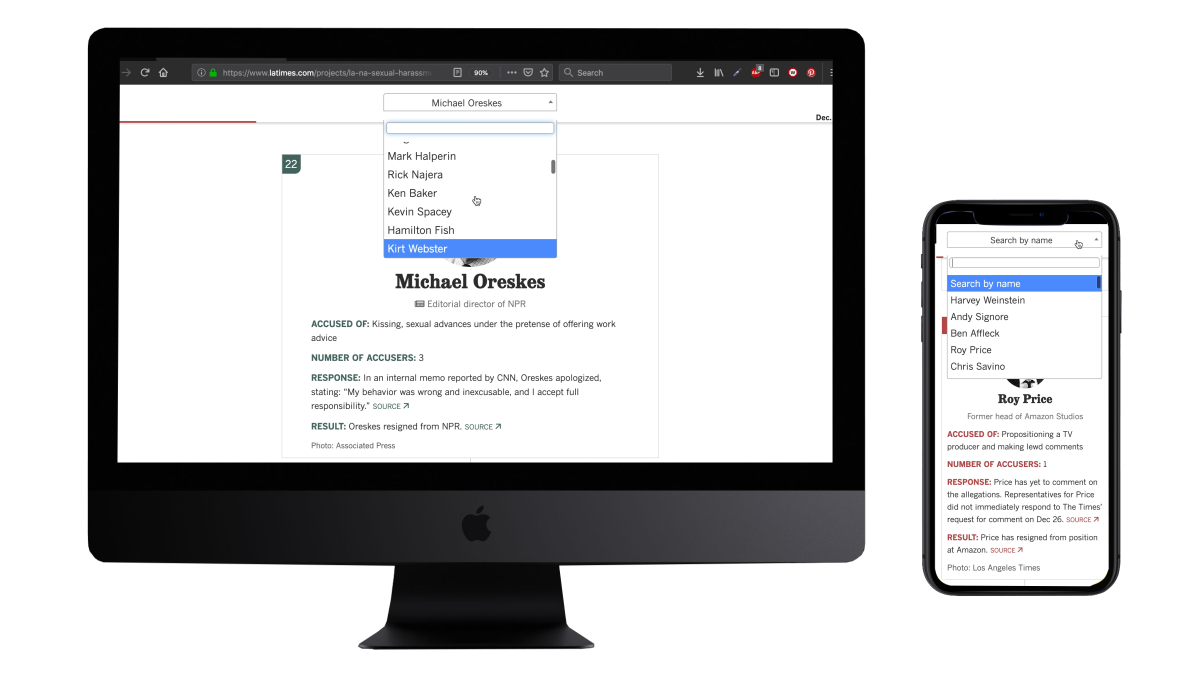 https://www.latimes.com/projects/la-na-sexual-harassm
90%
Search
8
Michael Oreskes
Dec.
22
Mark Halperin
Rick Najera
Ken Baker
Kevin Spacey
Hamilton Fish
Kirt Webster
Michael Oreskes
Editorial director of NPR
ACCUSED OF: Kissing, sexual advances under the pretense of offering work
advice
NUMBER OF ACCUSERS: 3
RESPONSE: In an internal memo reported by CNN, Oreskes apologized,
stating: “My behavior was wrong and inexcusable, and I accept full
responsibility.” SOURCE
RESULT: Oreskes resigned from NPR. SOURCE
Photo: Associated Press
Search by name
Search by name
Harvey Weinstein
Andy Signore
Ben Affleck
Roy Price
Chris Savino
Roy Price
Former head of Amazon Studios
ACCUSED OF: Propositioning a TV
producer and making lewd comments
NUMBER OF ACCUSERS: 1
RESPONSE: Price has yet to comment on
the allegations. Representatives for Price
did not immediately respond to The Times’
request for comment on Dec 26. SOURCE
RESULT: Price has resigned from position
at Amazon. SOURCE
Photo: Los Angeles Times